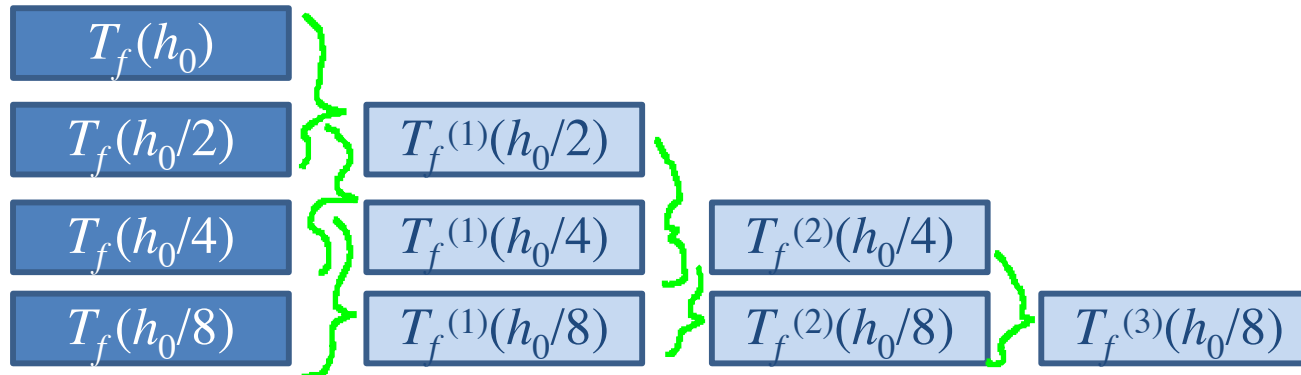 T_f(h_0)
T_f(h_0/2) T_f^(1)(h_0/2)
T_f(h_0/4) T_f^(1)(h_0/4) T_f^(2)(h_0/4)
T_f(h_0/8) T_f^(1)(h_0/8) T_f^(2)(h_0/8) T_f^(3)(h_0/8)